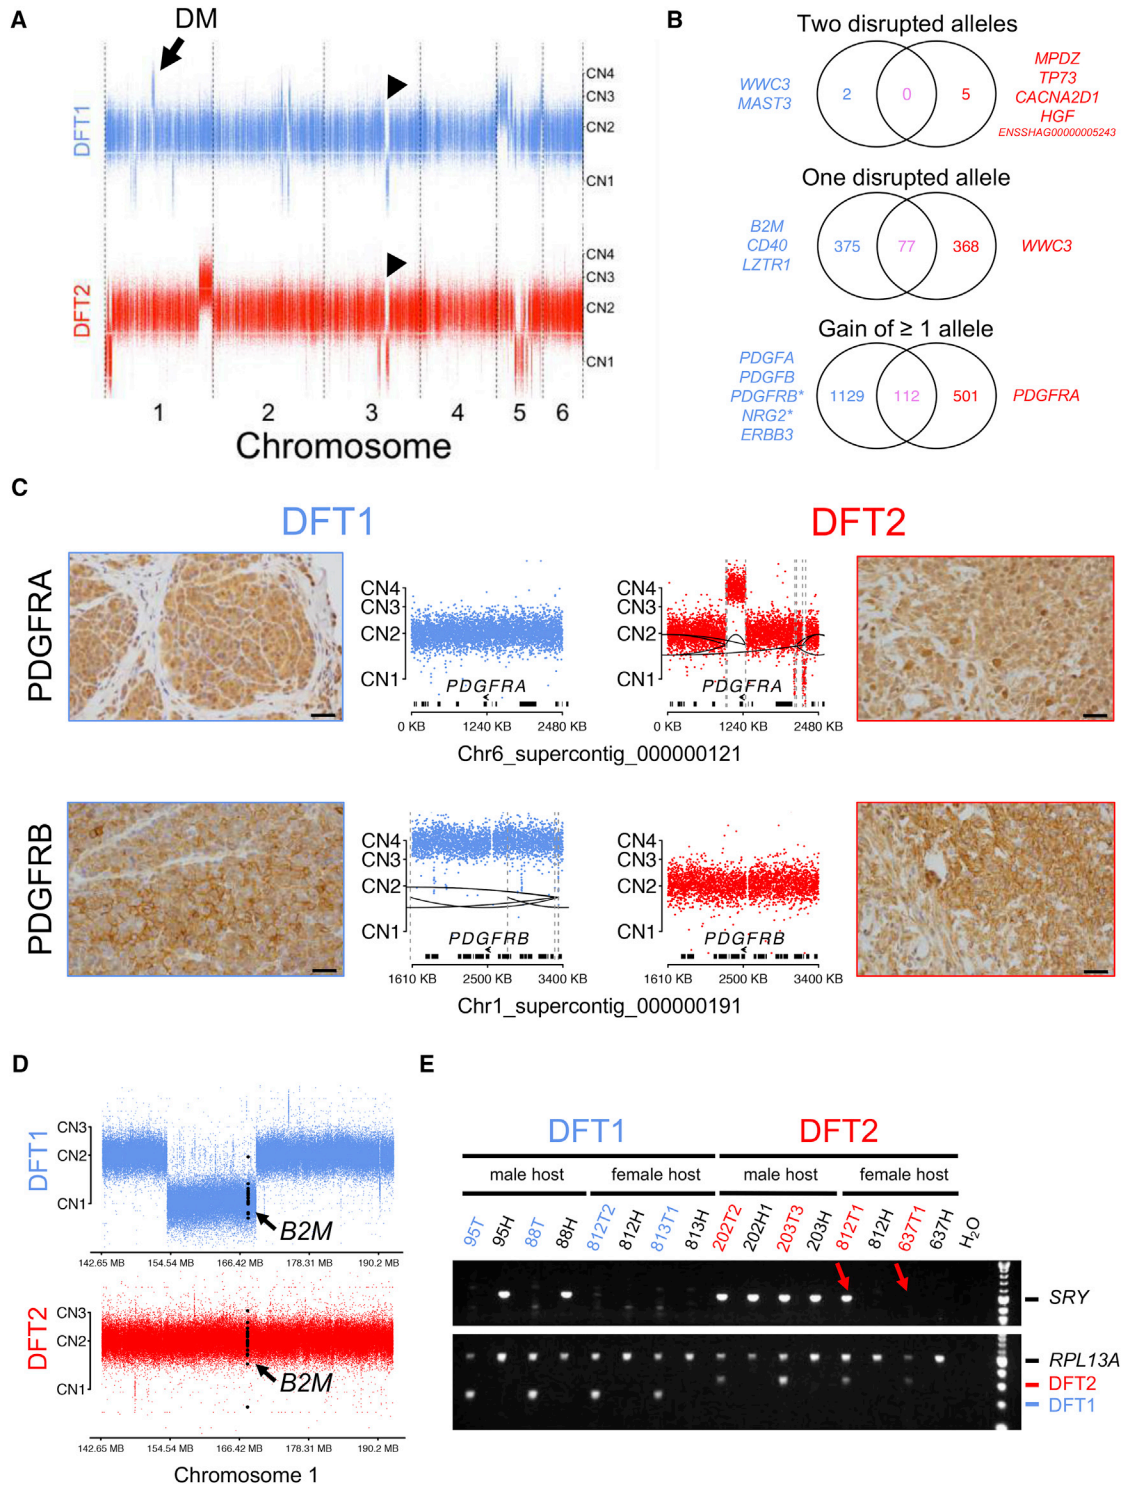 A
DM
CN4
CN3
CN2
CN1
DFT1
CN4
CN3
CN2
CN1
DFT2
1 2 3 4 5 6
Chromosome
B
Two disrupted alleles
WWC3
MAST3
2 0 5
MPDZ
TP73
CACNA2D1
HGF
ENSSHAG00000005243
One disrupted allele
B2M
CD40
LZTR1
375 77 368
WWC3
Gain of ≥ 1 allele
PDGFA
PDGFB
PDGFRB*
NRG2*
ERBB3
1129 112 501
PDGFRA
C
DFT1 DFT2
PDGFRA
CN4
CN3
CN2
CN1
PDGFRA
0 KB 1240 KB 2480 KB
CN4
CN3
CN2
CN1
PDGFRA
0 KB 1240 KB 2480 KB
Chr6_supercontig_000000121
PDGFRB
CN4
CN3
CN2
CN1
PDGFRB
1610 KB 2500 KB 3400 KB
CN4
CN3
CN2
CN1
PDGFRB
1610 KB 2500 KB 3400 KB
Chr1_supercontig_000000191
D
DFT1
CN3
CN2
CN1
B2M
142.65 MB 154.54 MB 166.42 MB 178.31 MB 190.2 MB
DFT2
CN3
CN2
CN1
B2M
142.65 MB 154.54 MB 166.42 MB 178.31 MB 190.2 MB
Chromosome 1
E
DFT1 DFT2
male host female host male host female host
95T 95H 88T 88H 812T2 812H 813T1 813H 202T2 202H1 203T3 203H 812T1 812H 637T1 637H H2O
SRY
RPL13A
DFT2
DFT1